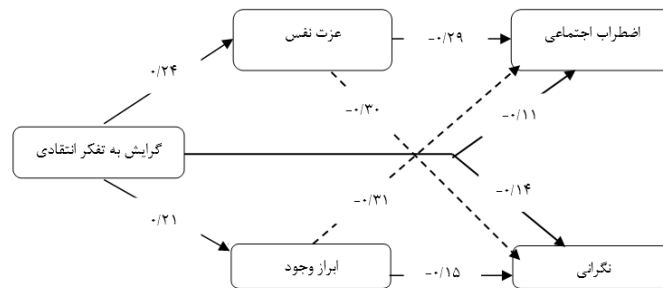 اضطراب اجتماعی
-۰/۲۹
عزت نفس
-۰/۱۱
-۰/۳۰
۰/۲۴
گرایش به تفکر انتقادی
-۰/۱۴
-۰/۳۱
۰/۲۱
نگرانی
-۰/۱۵
ابراز وجود